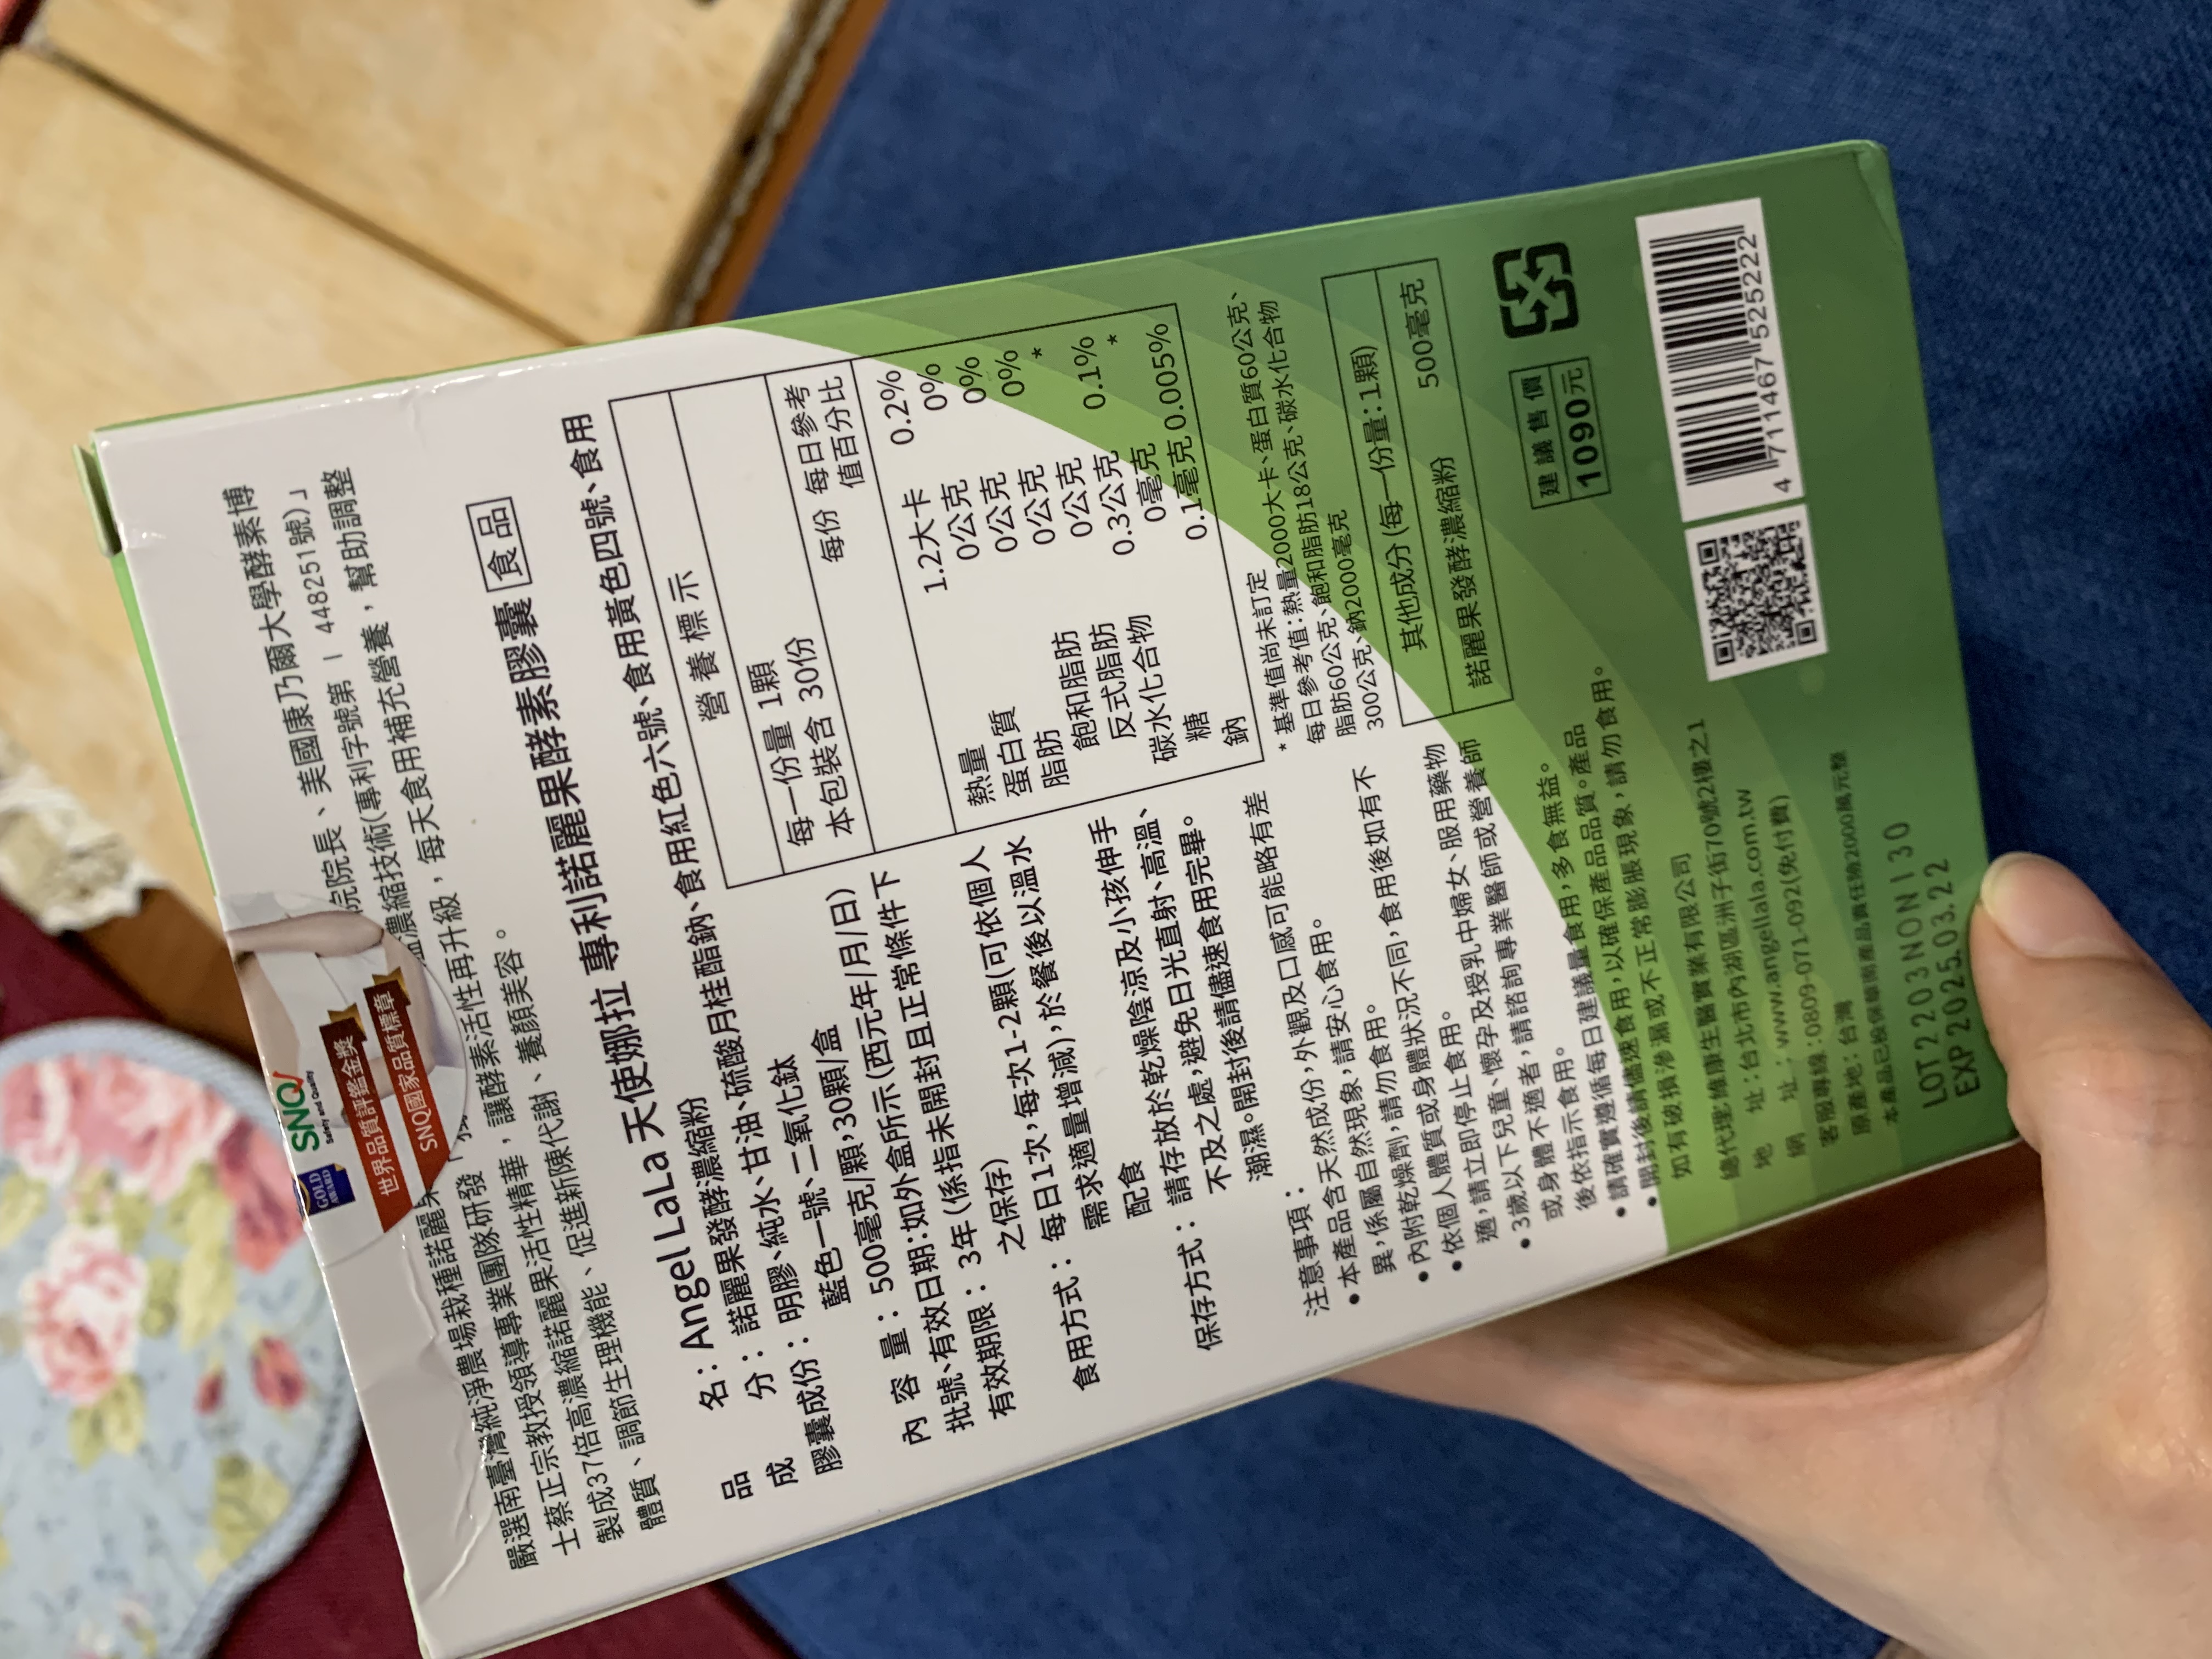 SNQ
Safety and Quality
GOLD
AWARD
世界品質評鑑金獎
SNQ國家品質標章
嚴選南臺灣純淨農場栽種諾麗果
院院長、美國康乃爾大學酵素博
士蔡正宗教授領導專業團隊研發
濃縮技術(專利字號第 I 448251號)」
製成37倍高濃縮諾麗果活性精華，讓酵素活性再升級，每天食用補充營養，幫助調整
體質、調節生理機能、促進新陳代謝、養顏美容。
品 名：Angel LaLa 天使娜拉 專利諾麗果酵素膠囊 食品
成 分：諾麗果發酵濃縮粉
膠囊成份：明膠、純水、甘油、硫酸月桂酯鈉、食用紅色六號、食用黃色四號、食用
藍色一號、二氧化鈦
內 容 量：500毫克/顆,30顆/盒
批號、有效日期:如外盒所示(西元年/月/日)
有效期限：3年 (係指未開封且正常條件下
之保存)
食用方式：每日1次,每次1-2顆(可依個人
需求適量增減),於餐後以溫水
配食
保存方式：請存放於乾燥陰涼及小孩伸手
不及之處,避免日光直射、高溫、
潮濕。開封後請儘速食用完畢。
營 養 標 示
每一份量 1顆
本包裝含 30份
每份 每日參考
值百分比
熱量 1.2大卡 0.2%
蛋白質 0公克 0%
脂肪 0公克 0%
飽和脂肪 0公克 0%
反式脂肪 0公克 *
碳水化合物 0.3公克 0.1%
糖 0毫克 *
鈉 0.1毫克 0.005%
* 基準值尚未訂定
每日參考值:熱量2000大卡、蛋白質60公克、
脂肪60公克、飽和脂肪18公克、碳水化合物
300公克、鈉2000毫克
其他成分 (每一份量:1顆)
諾麗果發酵濃縮粉 500毫克
注意事項：
•本產品含天然成份,外觀及口感可能略有差
異,係屬自然現象,請安心食用。
•內附乾燥劑,請勿食用。
•依個人體質或身體狀況不同,食用後如有不
適,請立即停止食用。
•3歲以下兒童、懷孕及授乳中婦女、服用藥物
或身體不適者,請諮詢專業醫師或營養師
後依指示食用。
•請確實遵循每日建議量食用,多食無益。
•開封後請儘速食用,以確保產品品質。產品
如有破損滲漏或不正常膨脹現象,請勿食用。
建 議 售 價
1090元
總代理:維康生醫實業有限公司
地 址：台北市內湖區洲子街70號2樓之1
網 址：www.angellala.com.tw
客服專線：0809-071-092(免付費)
原產地：台灣
本產品已投保華南產品責任險2000萬元整
4 711467 525222
LOT 2203NON130
EXP 2025.03.22